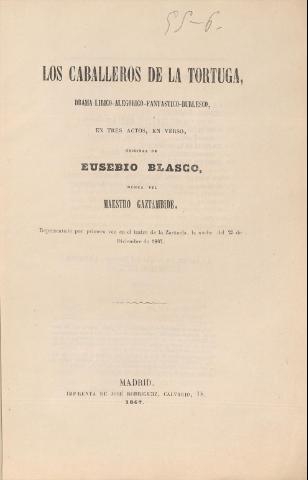 55-6.
LOS CABALLEROS DE LA TORTUGA,
DRAMA LIRICO-ALEGORICO-FANTASTICO-BURLESCO,
EN TRES ACTOS, EN VERSO,
ORIGINAL DE
EUSEBIO BLASCO,
MUSICA DEL
MAESTRO GAZTAMBIDE.
Representado por primera vez en el teatro de la Zarzuela, la noche del 23 de
Diciembre de 1867.
MADRID.
IMPRENTA DE JOSÉ RODRIGUEZ, CALVARIO, 18.
1867.